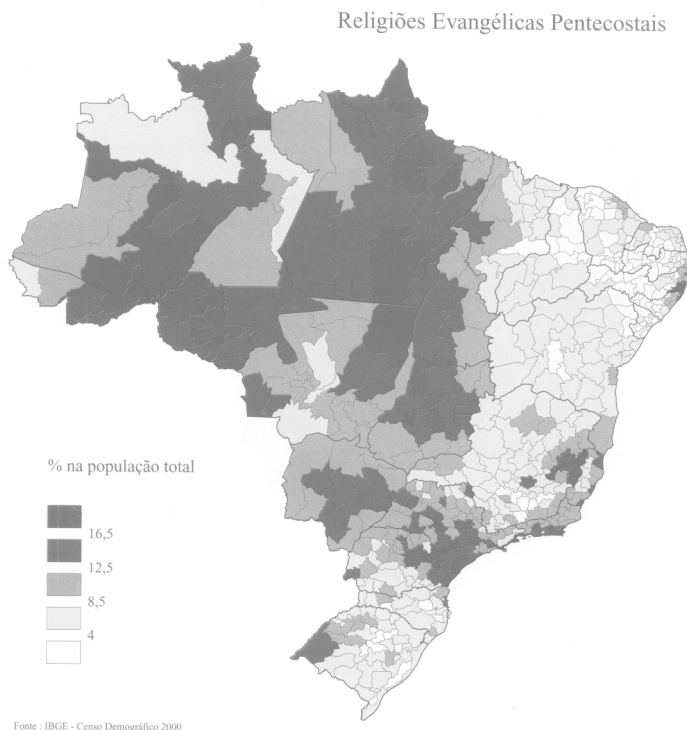 Religiões Evangélicas Pentecostais
% na população total
16,5
12,5
8,5
4
Fonte : IBGE - Censo Demográfico 2000